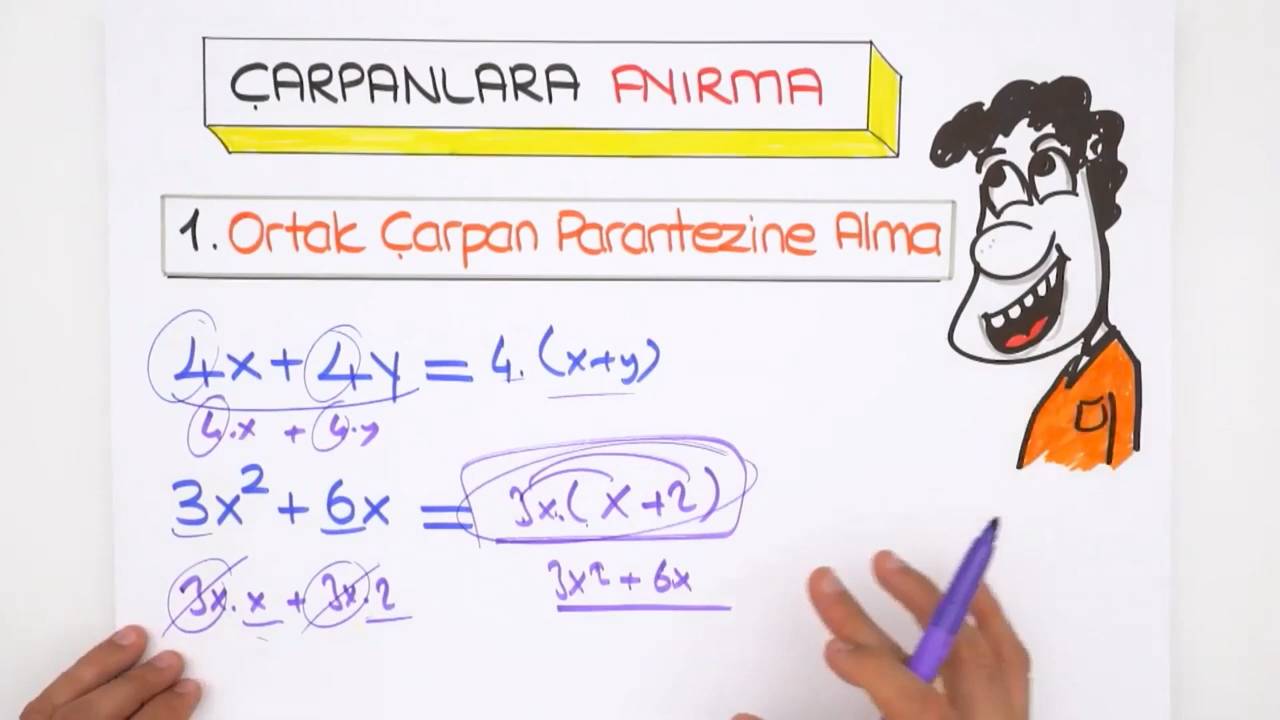 ÇARPANLARA AYIRMA
1. Ortak Çarpan Parantezine Alma
4x + 4y = 4. (x+y)
4.x + 4.y
3x² + 6x = 3x.(x+2)
3x.x + 3x.2
3x² + 6x